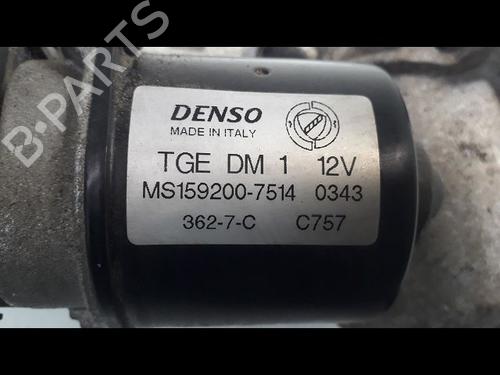 B-PARTS
DENSO
MADE IN ITALY
TGE DM 1 12V
MS159200-7514 0343
362-7-C C757